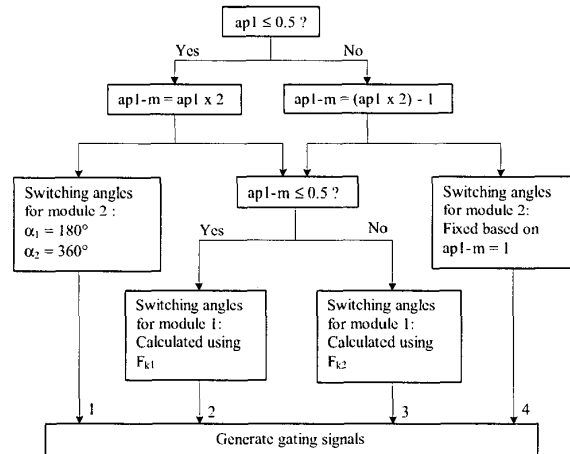 ap1 ≤ 0.5 ?
Yes
No
ap1-m = ap1 x 2
ap1-m = (ap1 x 2) - 1
Switching angles
for module 2 :
α₁ = 180°
α₂ = 360°
ap1-m ≤ 0.5 ?
Switching angles
for module 2:
Fixed based on
ap1-m = 1
Yes
No
Switching angles
for module 1:
Calculated using
Fₖ₁
Switching angles
for module 1:
Calculated using
Fₖ₂
1
2
3
4
Generate gating signals